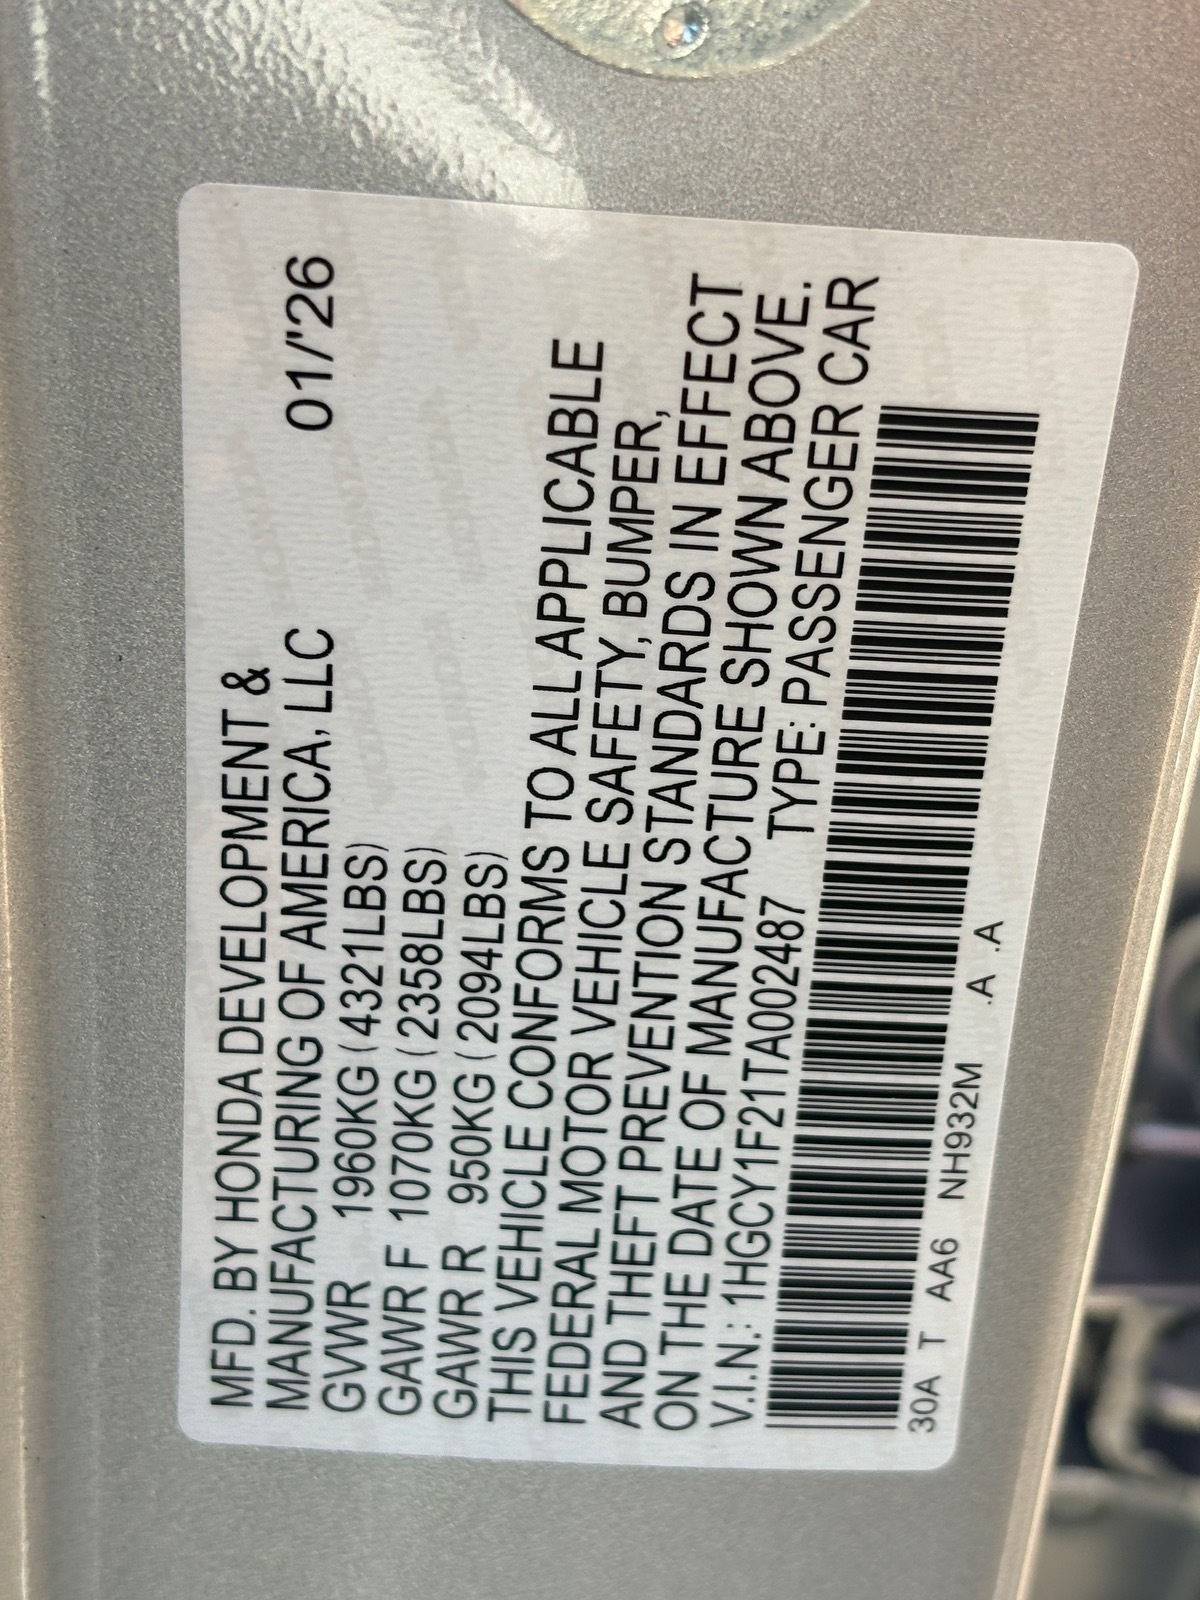 MFD. BY HONDA DEVELOPMENT &
MANUFACTURING OF AMERICA, LLC 01/'26
GVWR 1960KG (4321LBS)
GAWR F 1070KG (2358LBS)
GAWR R 950KG (2094LBS)
THIS VEHICLE CONFORMS TO ALL APPLICABLE
FEDERAL MOTOR VEHICLE SAFETY, BUMPER,
AND THEFT PREVENTION STANDARDS IN EFFECT
ON THE DATE OF MANUFACTURE SHOWN ABOVE.
V.I.N.: 1HGCY1F21TA002487 TYPE: PASSENGER CAR
30A T AA6 NH932M .A .A